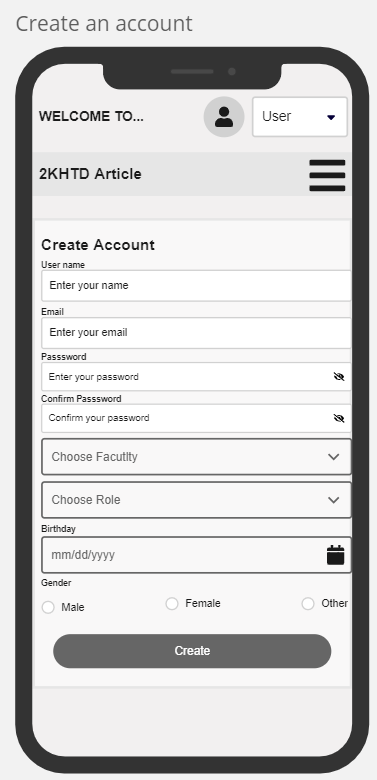 Create an account
WELCOME TO...
User
2KHTD Article
Create Account
User name
Enter your name
Email
Enter your email
Passsword
Enter your password
Confirm Passsword
Confirm your password
Choose Facutlty
Choose Role
Birthday
mm/dd/yyyy
Gender
Male Female Other
Create